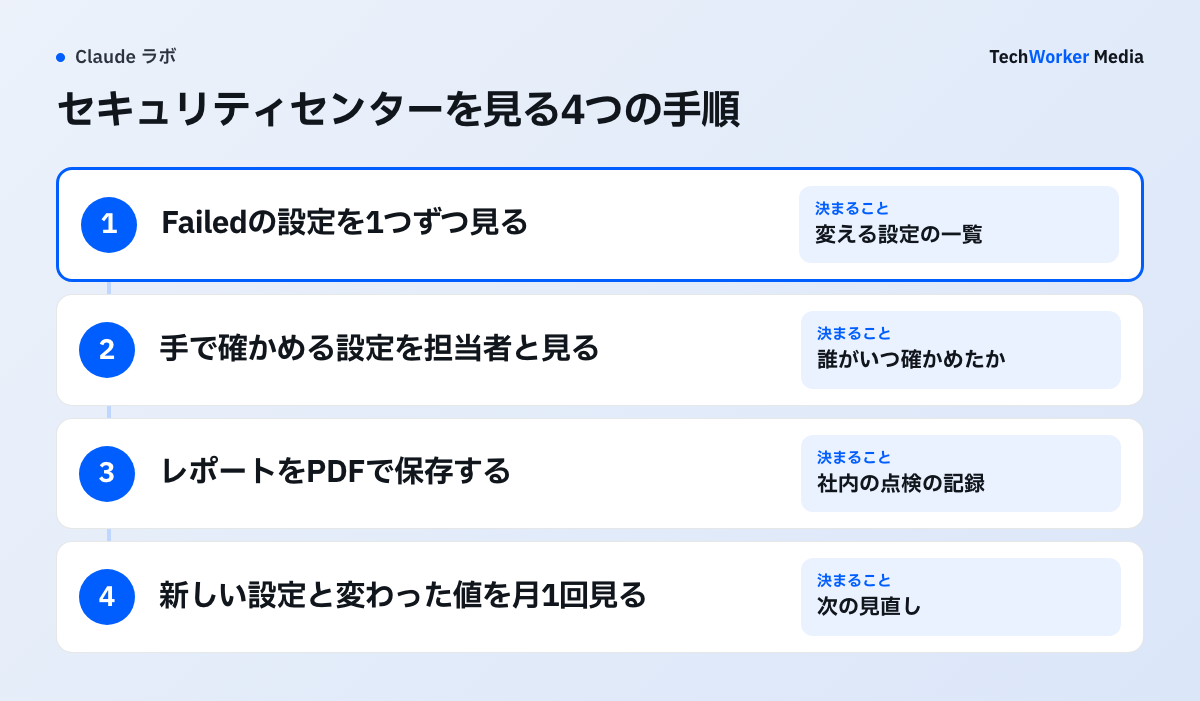 Claude ラボ
TechWorker Media
セキュリティセンターを見る4つの手順
1
Failedの設定を1つずつ見る
決まること
変える設定の一覧
2
手で確かめる設定を担当者と見る
決まること
誰がいつ確かめたか
3
レポートをPDFで保存する
決まること
社内の点検の記録
4
新しい設定と変わった値を月1回見る
決まること
次の見直し